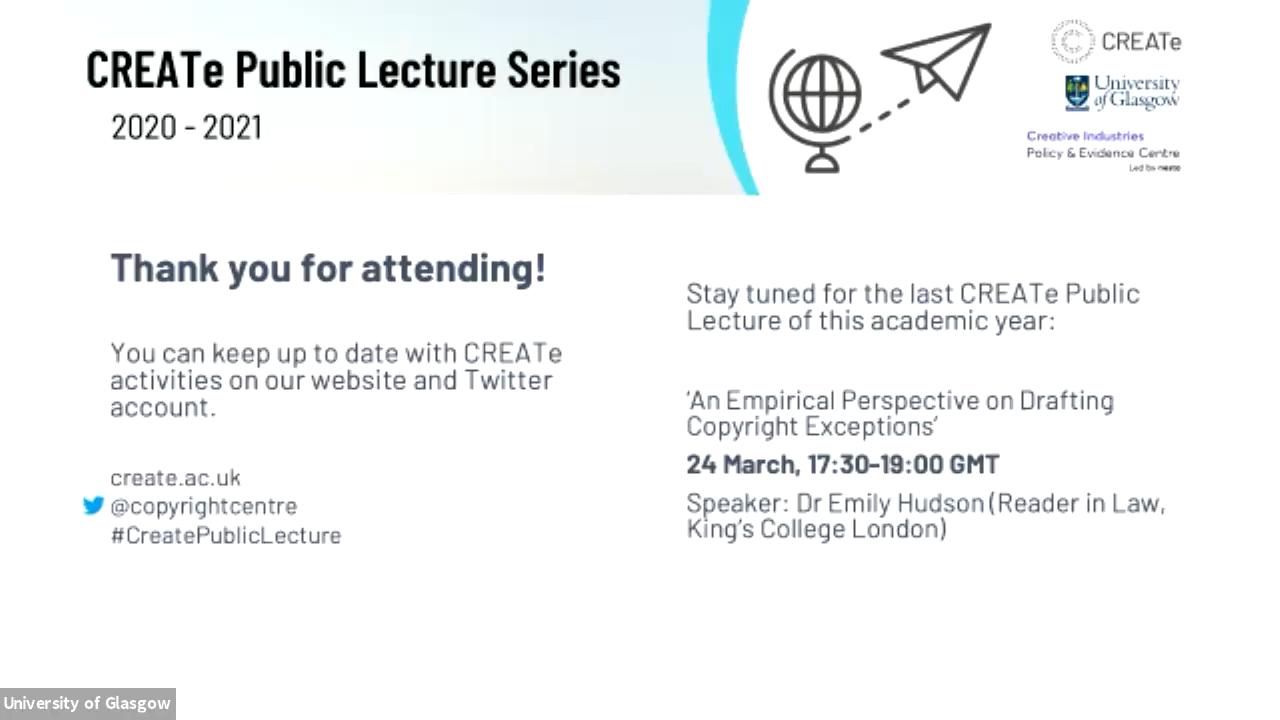 CREATe Public Lecture Series
2020 - 2021
CREATe
University
of Glasgow
Creative Industries
Policy & Evidence Centre
Led by nesta
Thank you for attending!
You can keep up to date with CREATe
activities on our website and Twitter
account.
create.ac.uk
@copyrightcentre
#CreatePublicLecture
Stay tuned for the last CREATe Public
Lecture of this academic year:
‘An Empirical Perspective on Drafting
Copyright Exceptions’
24 March, 17:30-19:00 GMT
Speaker: Dr Emily Hudson (Reader in Law,
King’s College London)
University of Glasgow